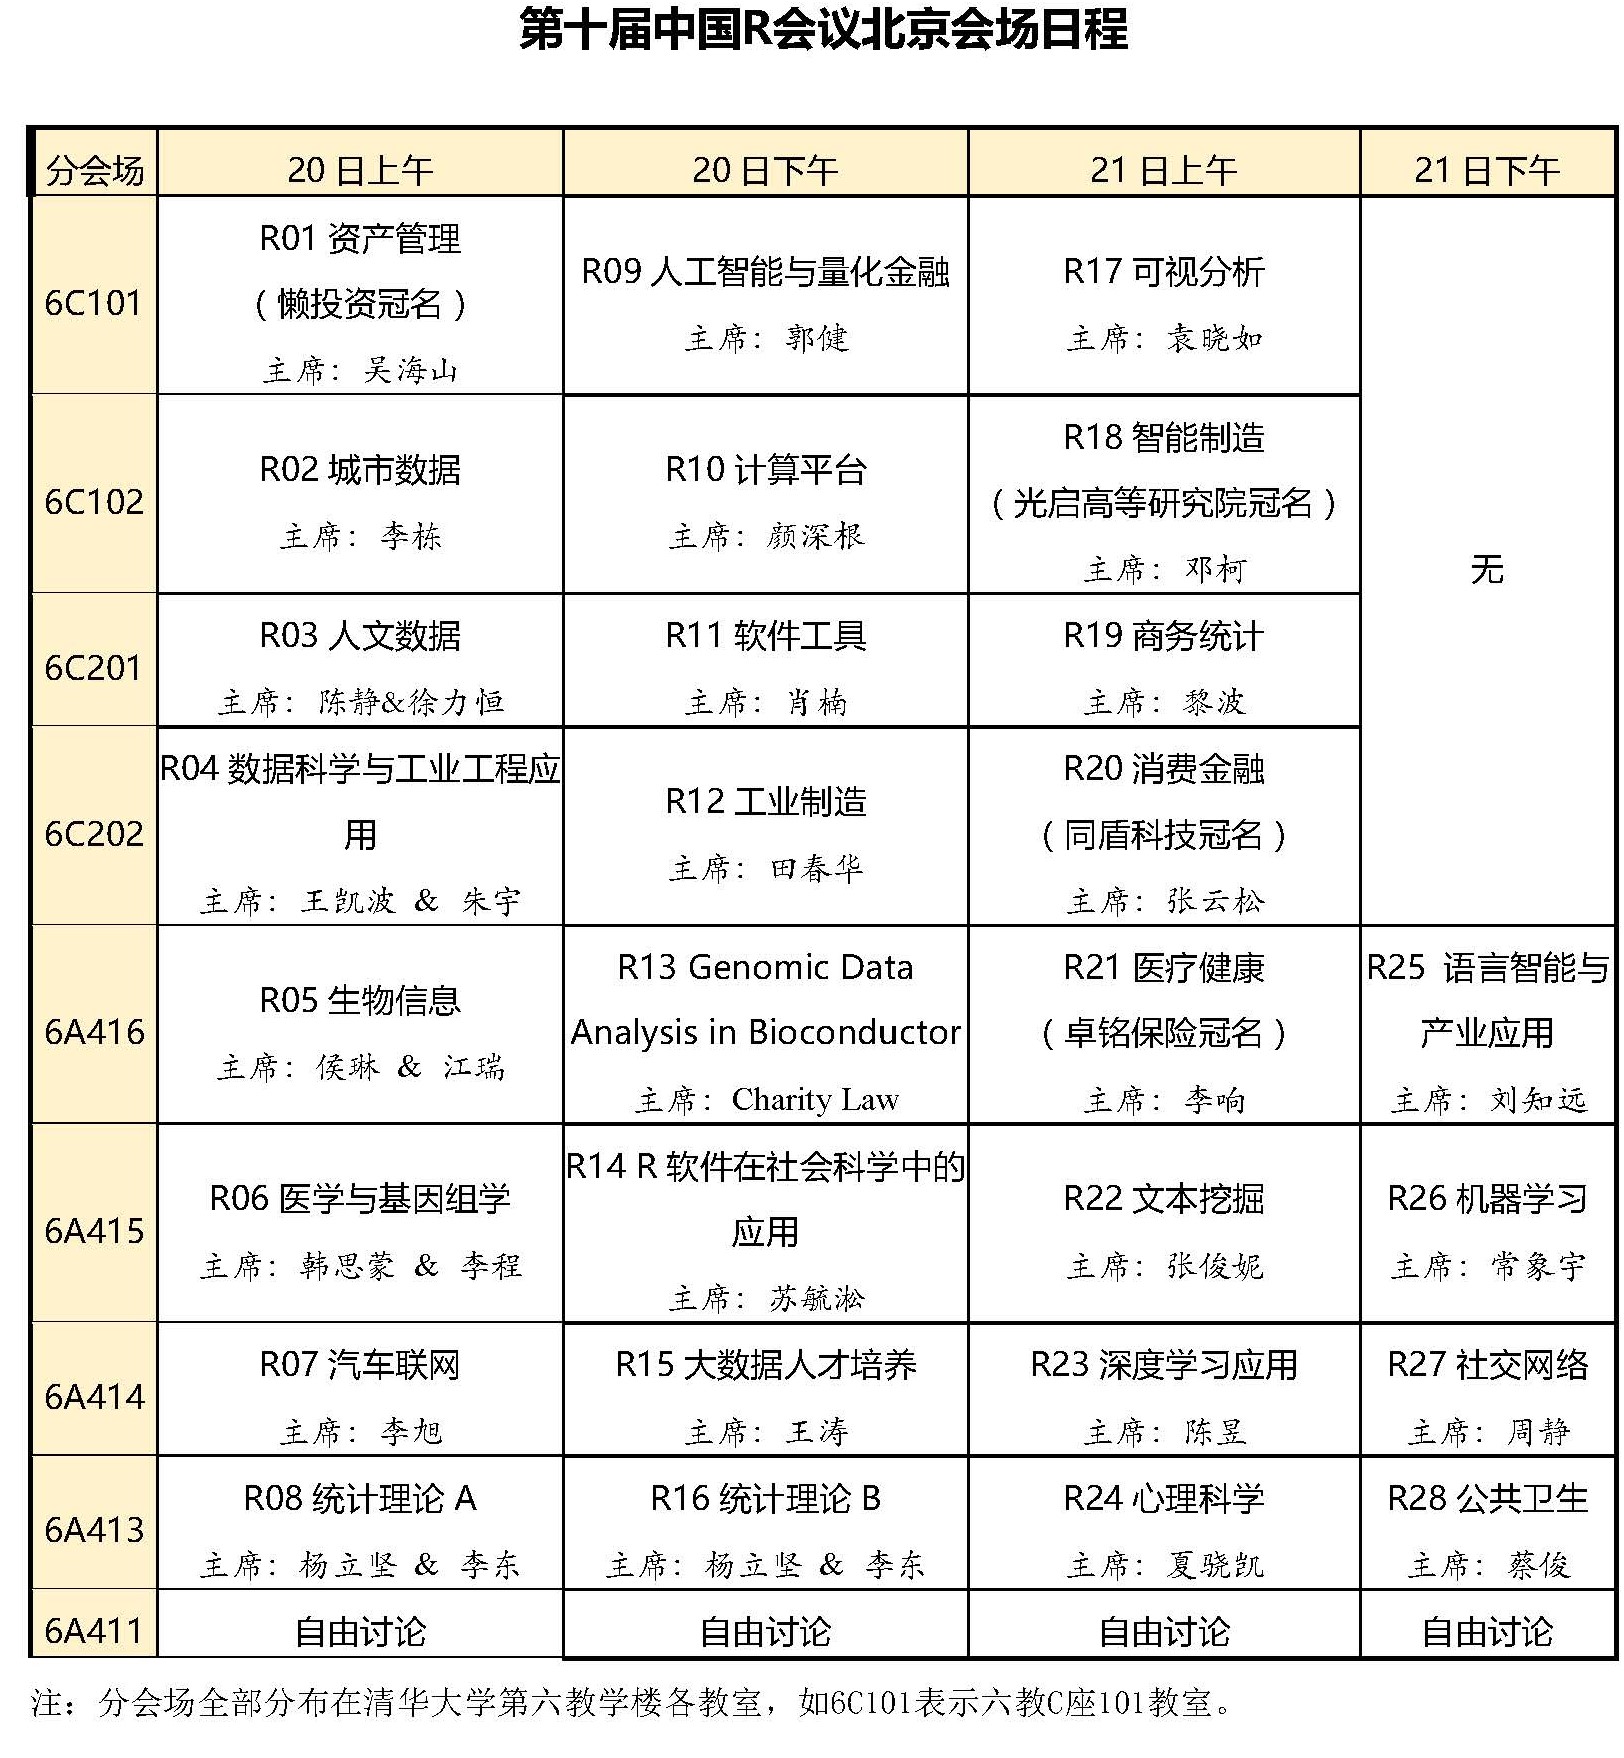 第十届中国R会议北京会场日程
分会场 20日上午 20日下午 21日上午 21日下午
6C101
R01 资产管理
（懒投资冠名）
主席：吴海山
R09 人工智能与量化金融
主席：郭健
R17 可视分析
主席：袁晓如
无
6C102
R02 城市数据
主席：李栋
R10 计算平台
主席：颜深根
R18 智能制造
（光启高等研究院冠名）
主席：邓柯
6C201
R03 人文数据
主席：陈静&徐力恒
R11 软件工具
主席：肖楠
R19 商务统计
主席：黎波
6C202
R04 数据科学与工业工程应
用
主席：王凯波 & 朱宇
R12 工业制造
主席：田春华
R20 消费金融
（同盾科技冠名）
主席：张云松
6A416
R05 生物信息
主席：侯琳 & 江瑞
R13 Genomic Data
Analysis in Bioconductor
主席：Charity Law
R21 医疗健康
（卓铭保险冠名）
主席：李响
R25 语言智能与
产业应用
主席：刘知远
6A415
R06 医学与基因组学
主席：韩思蒙 & 李程
R14 R 软件在社会科学中的
应用
主席：苏毓淞
R22 文本挖掘
主席：张俊妮
R26 机器学习
主席：常象宇
6A414
R07 汽车联网
主席：李旭
R15 大数据人才培养
主席：王涛
R23 深度学习应用
主席：陈昱
R27 社交网络
主席：周静
6A413
R08 统计理论 A
主席：杨立坚 & 李东
R16 统计理论 B
主席：杨立坚 & 李东
R24 心理科学
主席：夏骁凯
R28 公共卫生
主席：蔡俊
6A411 自由讨论 自由讨论 自由讨论 自由讨论
注：分会场全部分布在清华大学第六教学楼各教室，如6C101表示六教C座101教室。